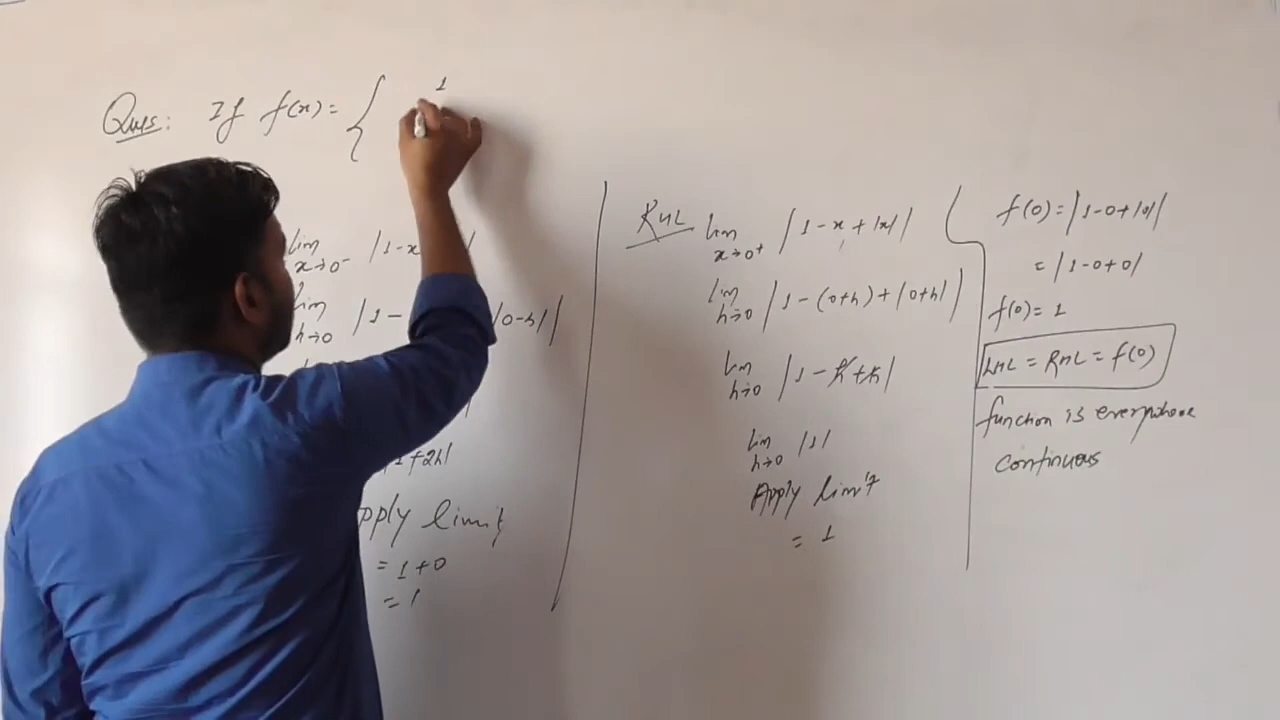 Ques: If f(x) = { 1
lim x→0⁻ |1-x |
lim h→0 |1- |0-h||
lim
|1+2h|
pply limit
= 1+0
= 1
RHL lim x→0⁺ |1-x+|x||
lim h→0 |1-(0+h)+|0+h||
lim h→0 |1-h+h|
lim h→0 |1|
Apply limit
= 1
f(0) = |1-0+|0||
= |1-0+0|
f(0) = 1
LHL = RHL = f(0)
function is everywhere
continuous